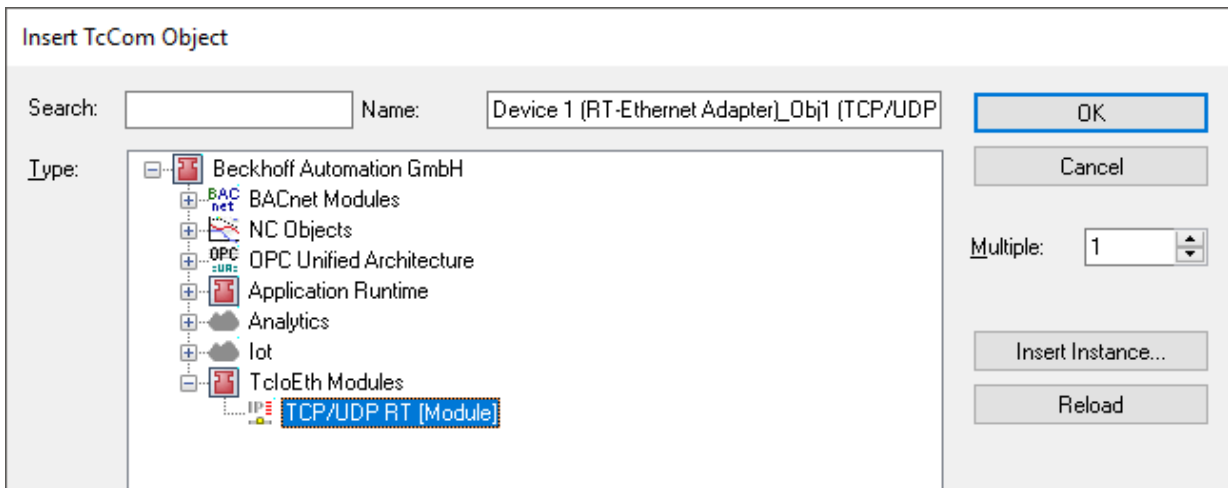 Insert TcCom Object
Search:
Name:
Device 1 (RT-Ethernet Adapter)_Obj1 (TCP/UDP
OK
Type:
Beckhoff Automation GmbH
Cancel
BACnet Modules
NC Objects
OPC Unified Architecture
Multiple:
1
Application Runtime
Analytics
Iot
Insert Instance...
TcIoEth Modules
TCP/UDP RT [Module]
Reload